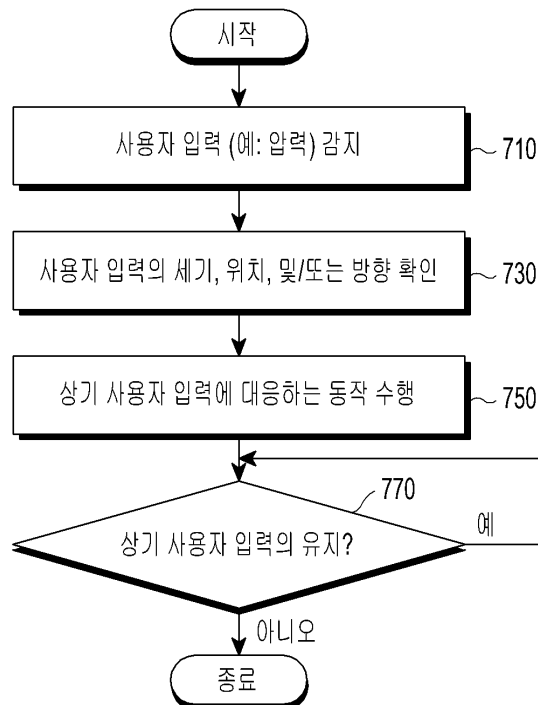 시작
사용자 입력 (예: 압력) 감지
710
사용자 입력의 세기, 위치, 및/또는 방향 확인
730
상기 사용자 입력에 대응하는 동작 수행
750
770
상기 사용자 입력의 유지?
예
아니오
종료